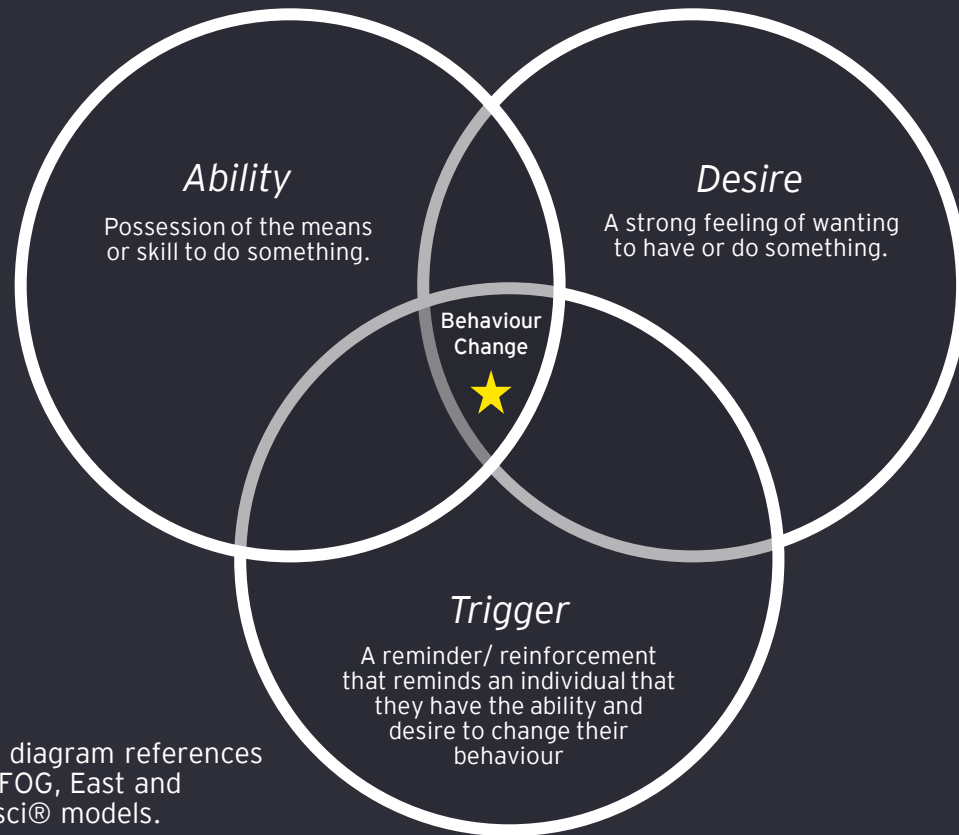 Ability
Possession of the means
or skill to do something.
Desire
A strong feeling of wanting
to have or do something.
Behaviour
Change
Trigger
A reminder/ reinforcement
that reminds an individual that
they have the ability and
desire to change their
behaviour
diagram references
FOG, East and
sci® models.